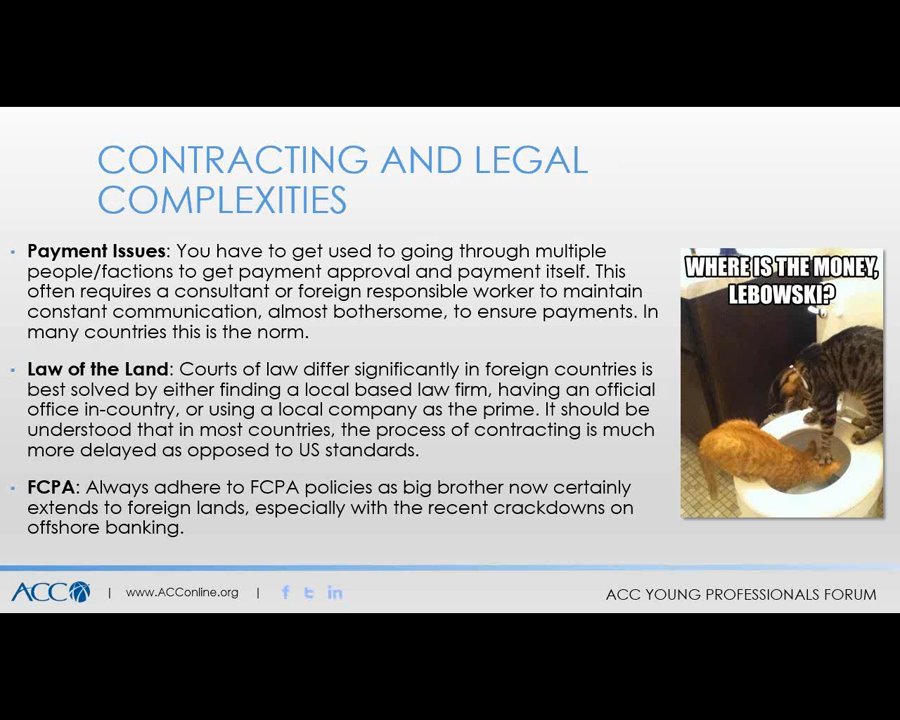 CONTRACTING AND LEGAL
COMPLEXITIES
▪ Payment Issues: You have to get used to going through multiple
people/factions to get payment approval and payment itself. This
often requires a consultant or foreign responsible worker to maintain
constant communication, almost bothersome, to ensure payments. In
many countries this is the norm.
▪ Law of the Land: Courts of law differ significantly in foreign countries is
best solved by either finding a local based law firm, having an official
office in-country, or using a local company as the prime. It should be
understood that in most countries, the process of contracting is much
more delayed as opposed to US standards.
▪ FCPA: Always adhere to FCPA policies as big brother now certainly
extends to foreign lands, especially with the recent crackdowns on
offshore banking.
WHERE IS THE MONEY,
LEBOWSKI?
ACC | www.ACConline.org | f t in
ACC YOUNG PROFESSIONALS FORUM